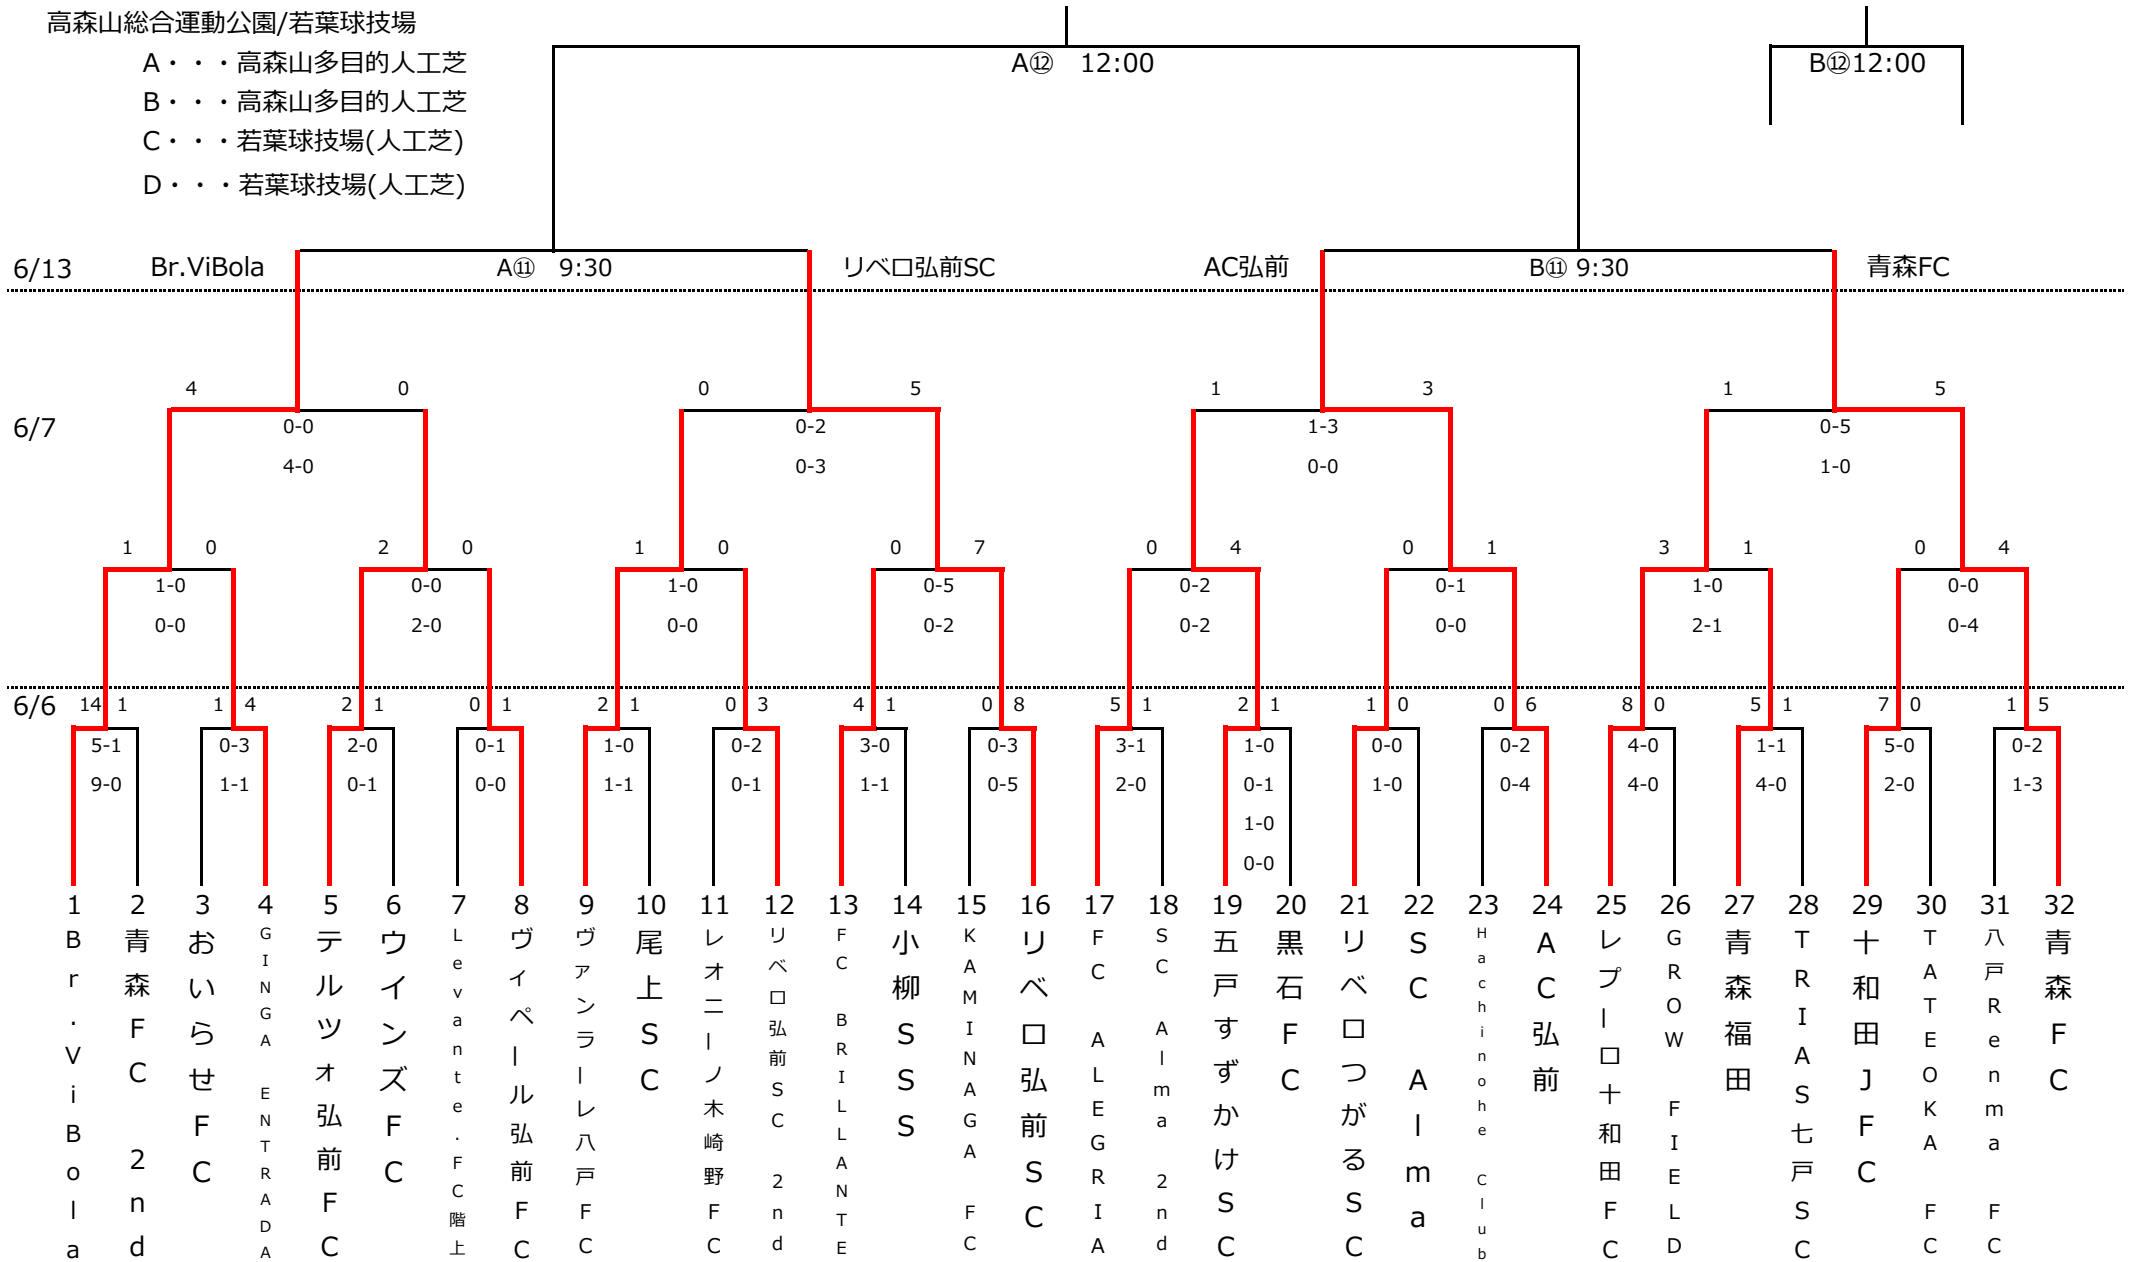 高森山総合運動公園/若葉球技場
A・・・高森山多目的人工芝
B・・・高森山多目的人工芝
C・・・若葉球技場(人工芝)
D・・・若葉球技場(人工芝)
A⑫ 12:00
B⑫12:00
6/13 Br.ViBola A⑪ 9:30 リベロ弘前SC AC弘前 B⑪ 9:30 青森FC
4 0 0 5 1 3 1 5
6/7 0-0 0-2 1-3 0-5
4-0 0-3 0-0 1-0
1 0 2 0 1 0 0 7 0 4 0 1 3 1 0 4
1-0 0-0 1-0 0-5 0-2 0-1 1-0 0-0
0-0 2-0 0-0 0-2 0-2 0-0 2-1 0-4
6/6 14 1 1 4 2 1 0 1 2 1 0 3 4 1 0 8 5 1 2 1 1 0 0 6 8 0 5 1 7 0 1 5
5-1 0-3 2-0 0-1 1-0 0-2 3-0 0-3 3-1 1-0 0-0 0-2 4-0 1-1 5-0 0-2
9-0 1-1 0-1 0-0 1-1 0-1 1-1 0-5 2-0 0-1 1-0 0-4 4-0 4-0 2-0 1-3
1-0
0-0
1 2 3 4 5 6 7 8 9 10 11 12 13 14 15 16 17 18 19 20 21 22 23 24 25 26 27 28 29 30 31 32
Br.ViBola
青森FC 2nd
おいらせFC
GINGA ENTRADA
テルツォ弘前FC
ウインズFC
Levante.FC階上
ヴィペール弘前FC
ヴァンラーレ八戸FC
尾上SC
レオニーノ木崎野FC
リベロ弘前SC 2nd
FC BRILLANTE
小柳SSS
KAMINAGA FC
リベロ弘前SC
FC ALEGRIA
SC Alma 2nd
五戸すずかけSC
黒石FC
リベロつがるSC
SC Alma
Hachinohe Club
AC弘前
レプーロ十和田FC
GROW FIELD
青森福田
TRIAS七戸SC
十和田JFC
TATEOKA FC
八戸Renma FC
青森FC